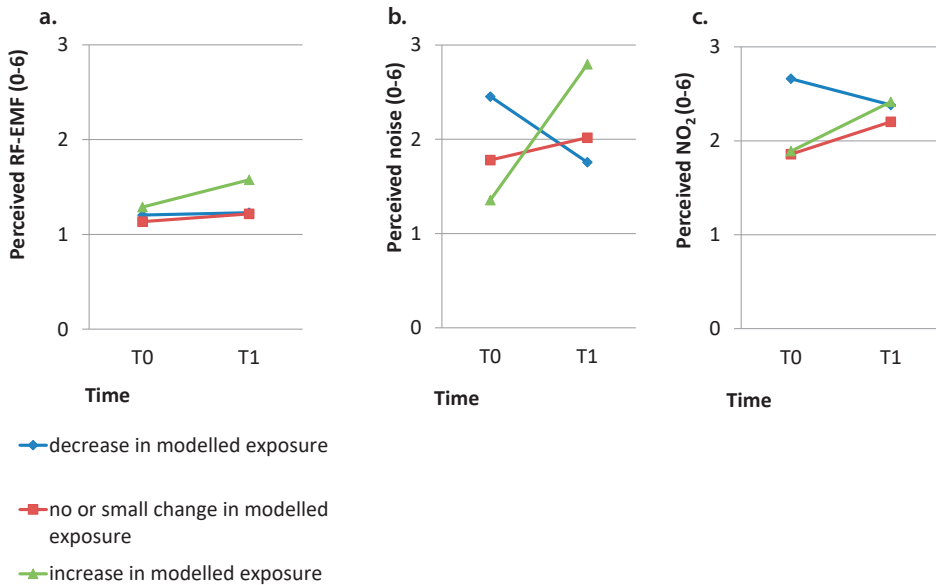 a.
Perceived RF-EMF (0-6)
3
2
1
0
T0 T1
Time
b.
Perceived noise (0-6)
3
2
1
0
T0 T1
Time
c.
Perceived NO₂ (0-6)
3
2
1
0
T0 T1
Time
decrease in modelled exposure
no or small change in modelled
exposure
increase in modelled exposure